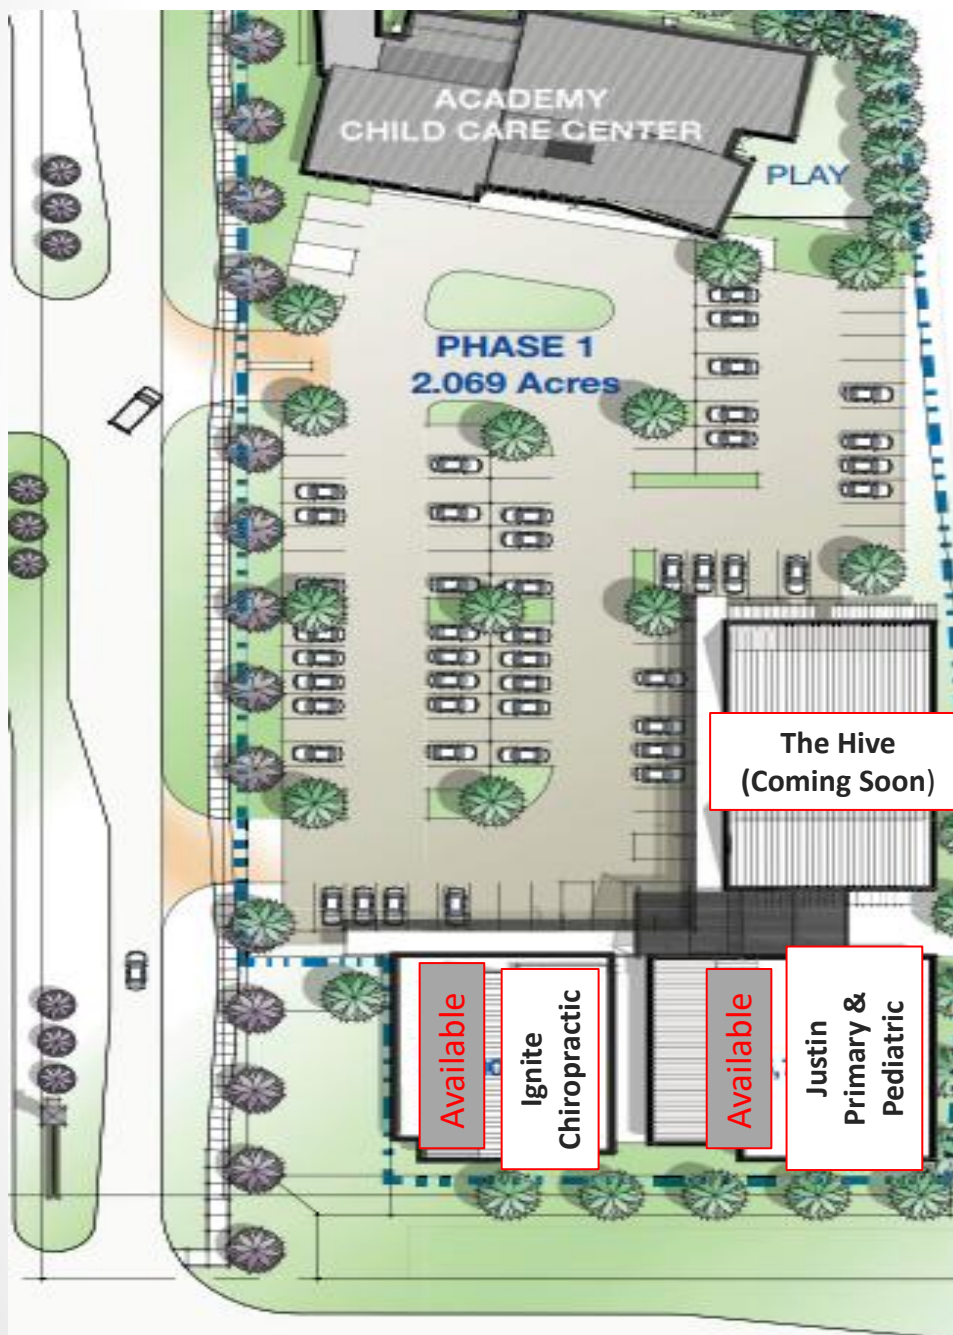 ACADEMY
CHILD CARE CENTER
PLAY
PHASE 1
2.069 Acres
The Hive
(Coming Soon)
Available
Ignite
Chiropractic
Available
Justin
Primary &
Pediatric